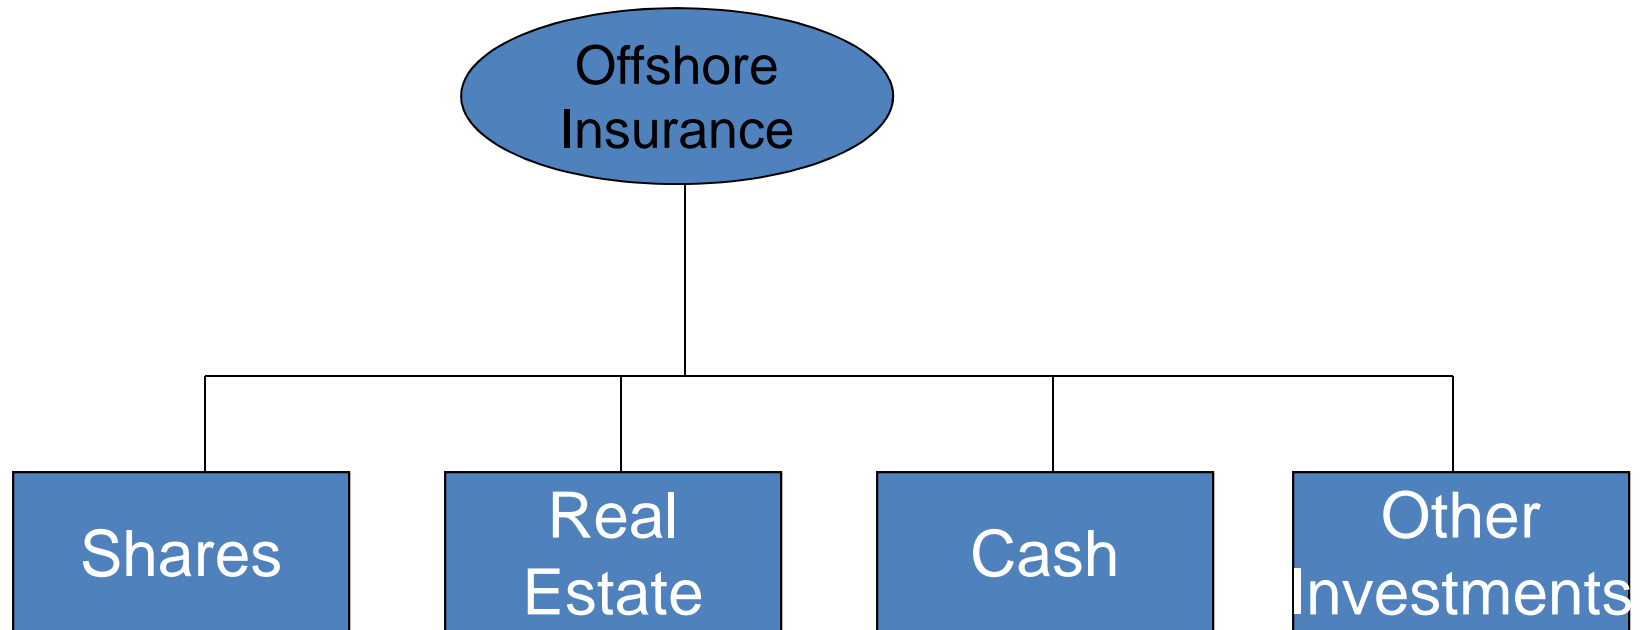 Offshore
Insurance
Shares
Real
Estate
Cash
Other
Investments